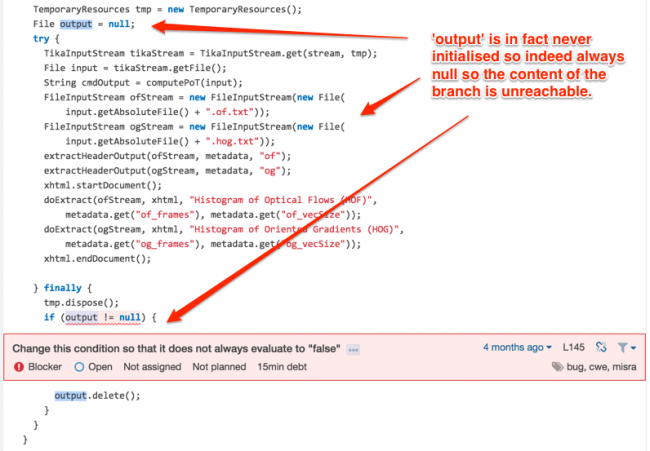 TemporaryResources tmp = new TemporaryResources();
File output = null;
try {
TikaInputStream tikaStream = TikaInputStream.get(stream, tmp);
File input = tikaStream.getFile();
String cmdOutput = computePoT(input);
FileInputStream ofStream = new FileInputStream(new File(
input.getAbsoluteFile() + ".of.txt"));
FileInputStream ogStream = new FileInputStream(new File(
input.getAbsoluteFile() + ".hog.txt"));
extractHeaderOutput(ofStream, metadata, "of");
extractHeaderOutput(ogStream, metadata, "og");
xhtml.startDocument();
doExtract(ofStream, xhtml, "Histogram of Optical Flows (HOF)",
metadata.get("of_frames"), metadata.get("of_vecSize"));
doExtract(ogStream, xhtml, "Histogram of Oriented Gradients (HOG)",
metadata.get("og_frames"), metadata.get("og_vecSize"));
xhtml.endDocument();
} finally {
tmp.dispose();
if (output != null) {
'output' is in fact never
initialised so indeed always
null so the content of the
branch is unreachable.
Change this condition so that it does not always evaluate to "false" ... 4 months ago L145
Blocker Open Not assigned Not planned 15min debt bug, cwe, misra
output.delete();
}
}
}